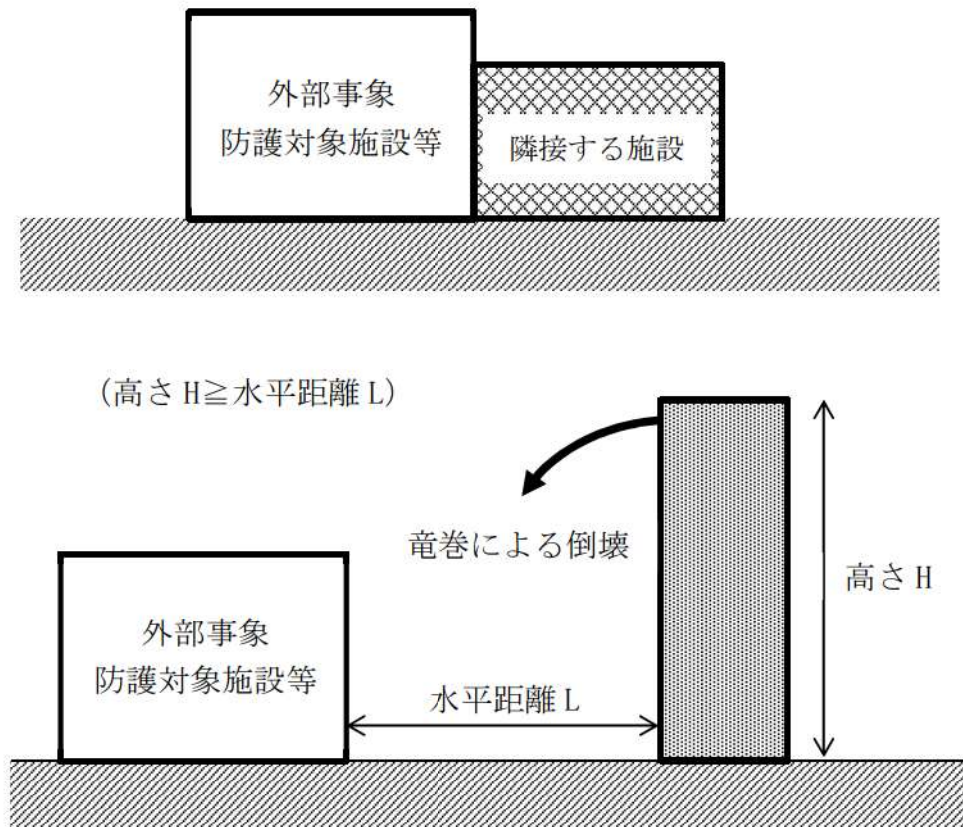 外部事象
防護対象施設等
隣接する施設
(高さ H≧水平距離 L)
竜巻による倒壊
高さ H
外部事象
防護対象施設等
水平距離 L